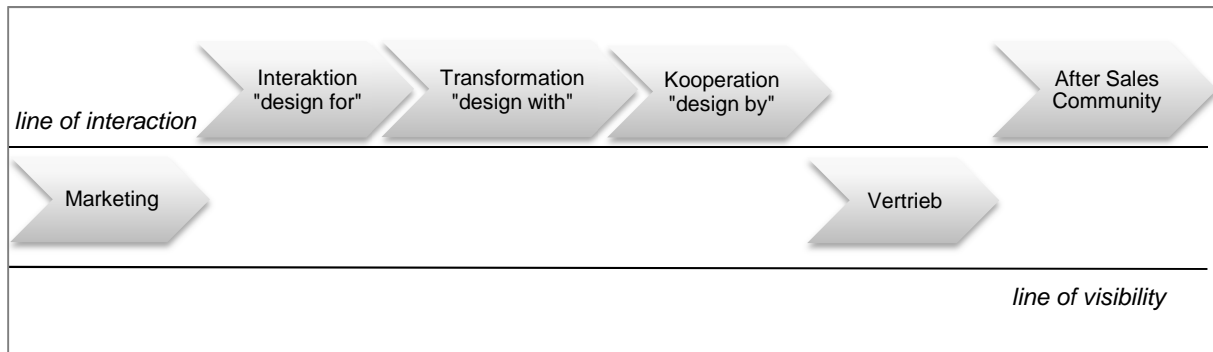 Interaktion
"design for"
Transformation
"design with"
Kooperation
"design by"
After Sales
Community
line of interaction
Marketing
Vertrieb
line of visibility